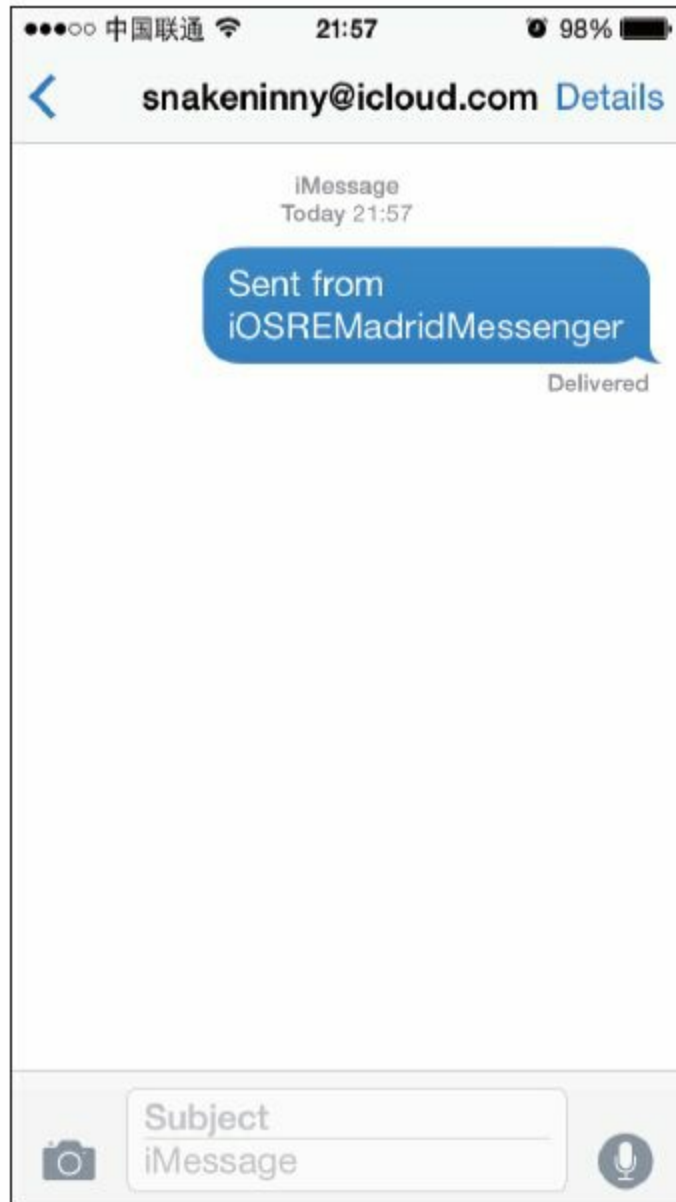 中国联通 21:57 98%
snakeninny@icloud.com Details
iMessage
Today 21:57
Sent from
iOSREMadridMessenger
Delivered
Subject
iMessage